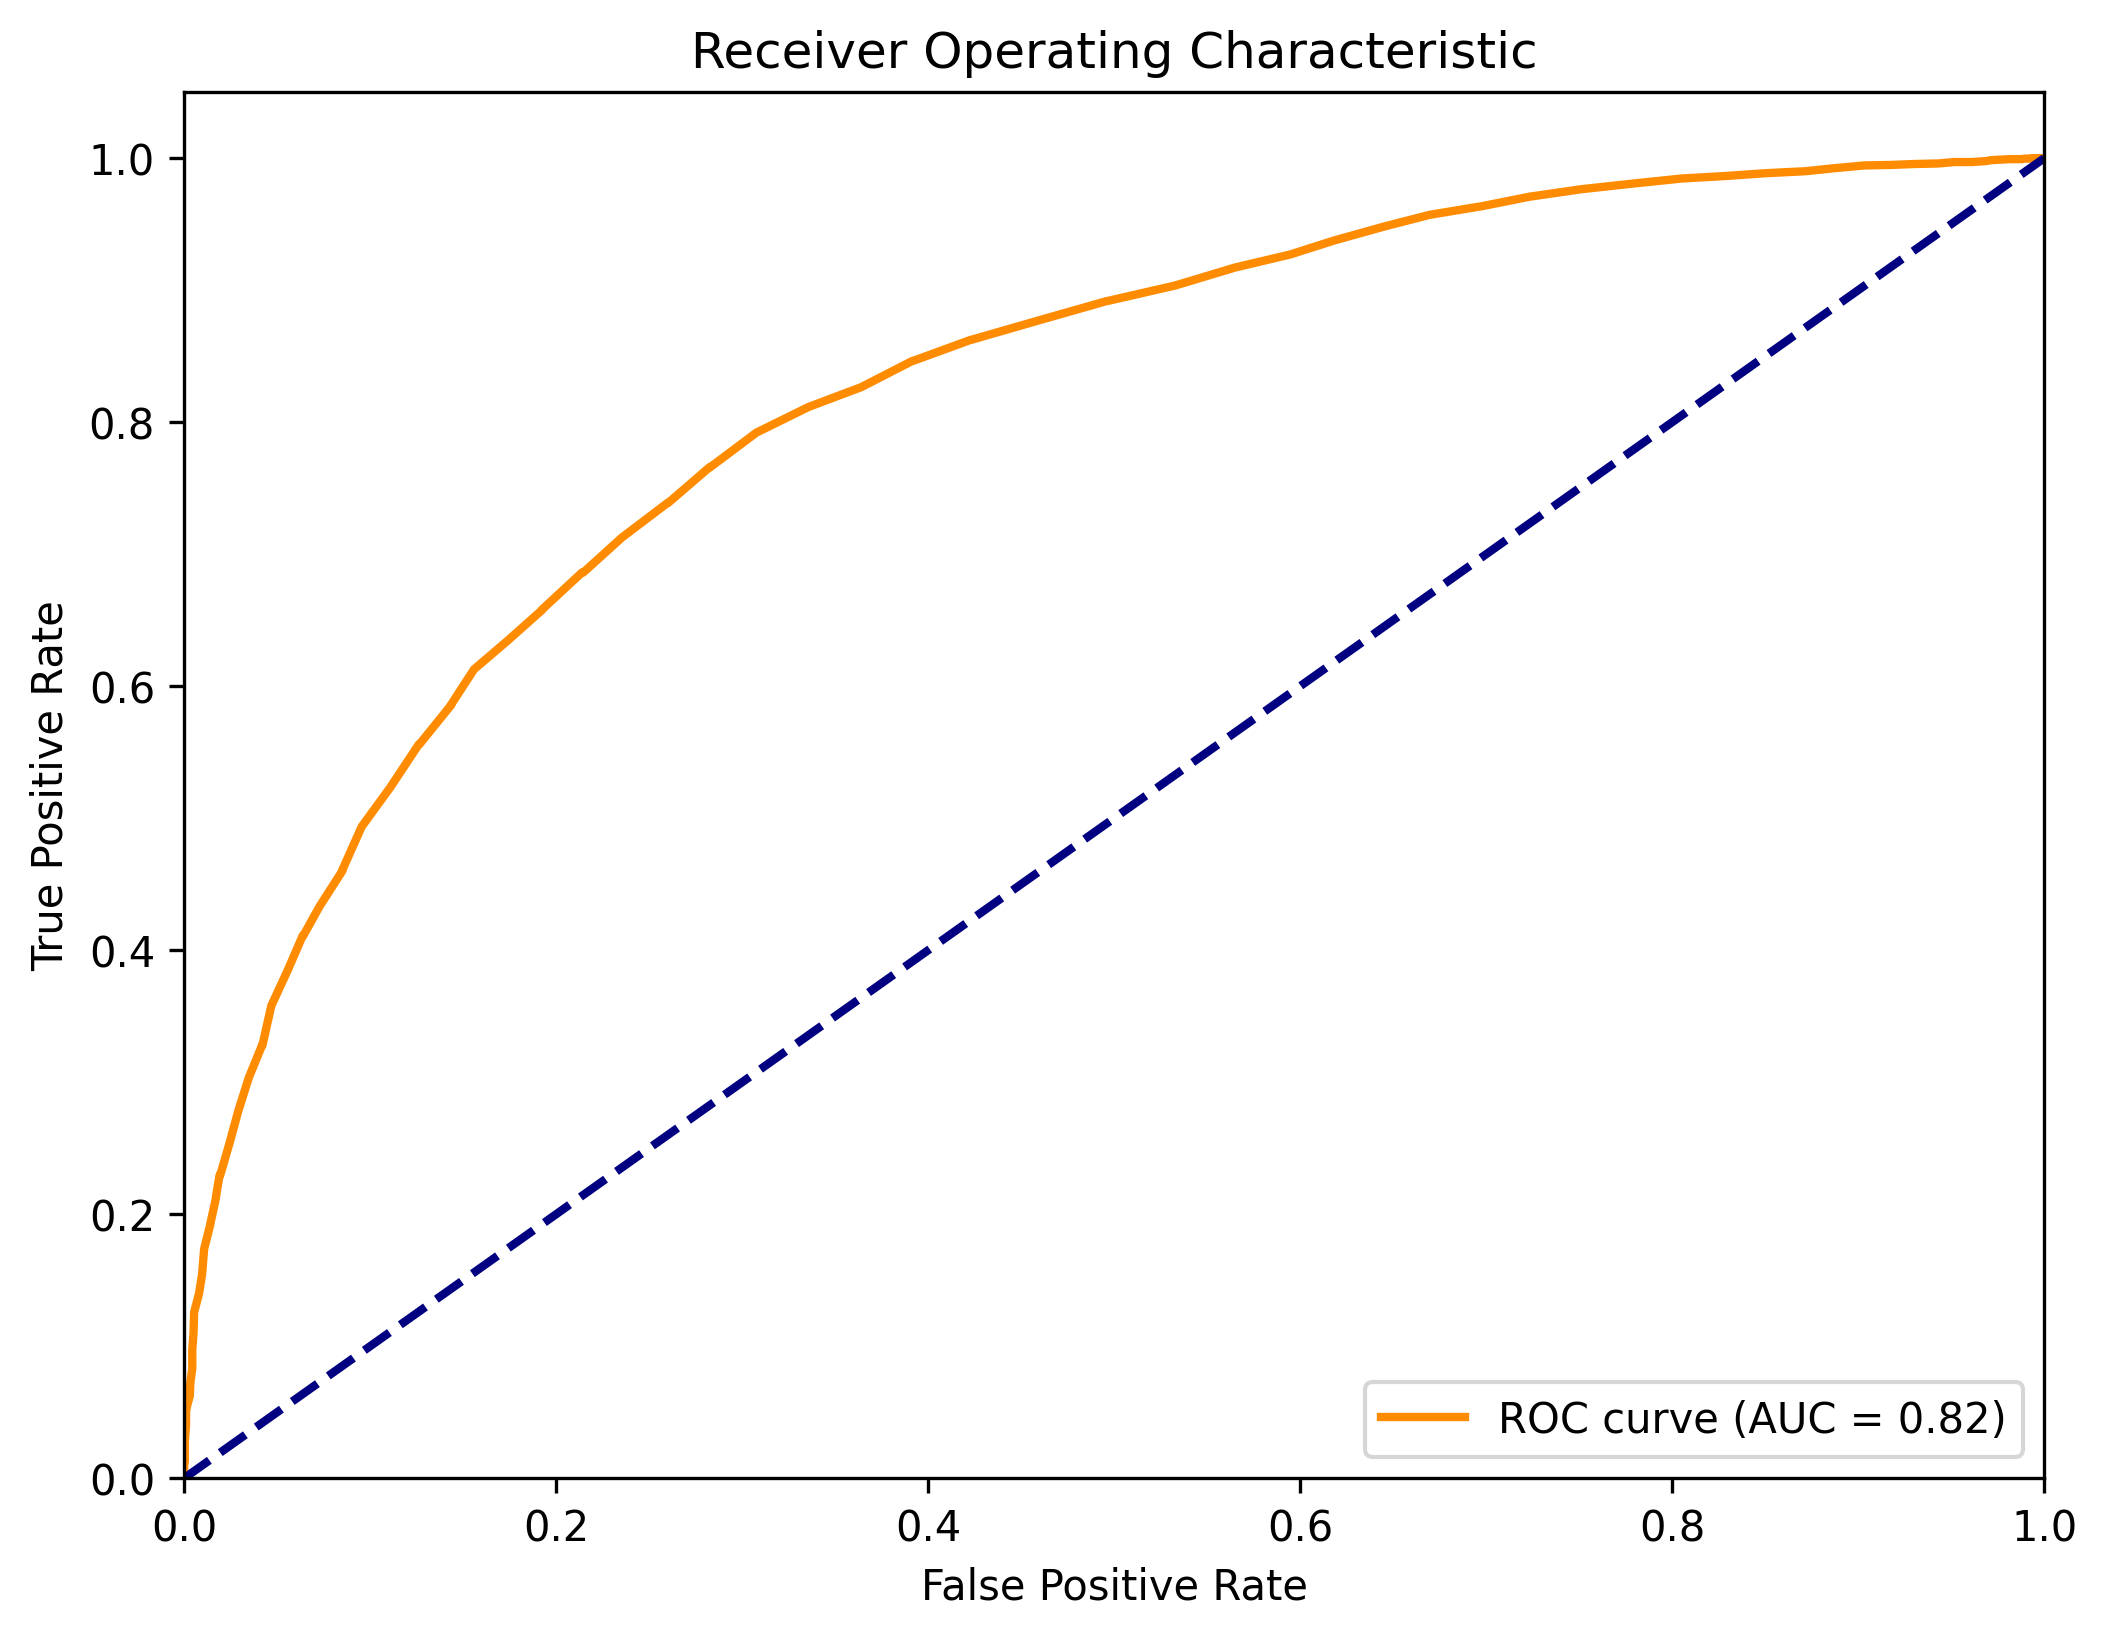 Receiver Operating Characteristic
1.0
0.8
0.6
0.4
0.2
0.0
True Positive Rate
ROC curve (AUC = 0.82)
0.0 0.2 0.4 0.6 0.8 1.0
False Positive Rate